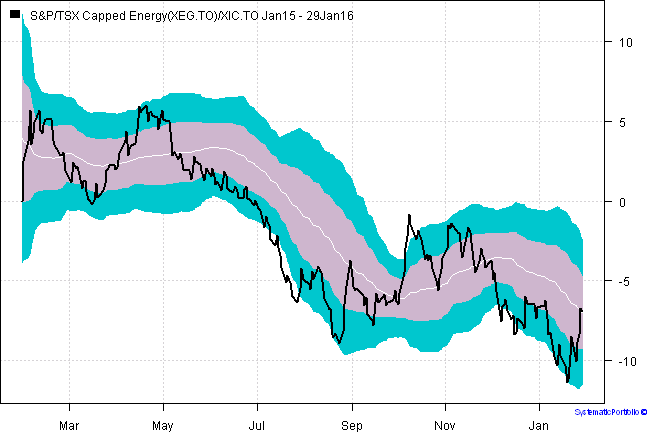 S&P/TSX Capped Energy(XEG.TO)/XIC.TO Jan15 - 29Jan16
10
5
0
-5
-10
Mar May Jul Sep Nov Jan
SystematicPortfolio ©